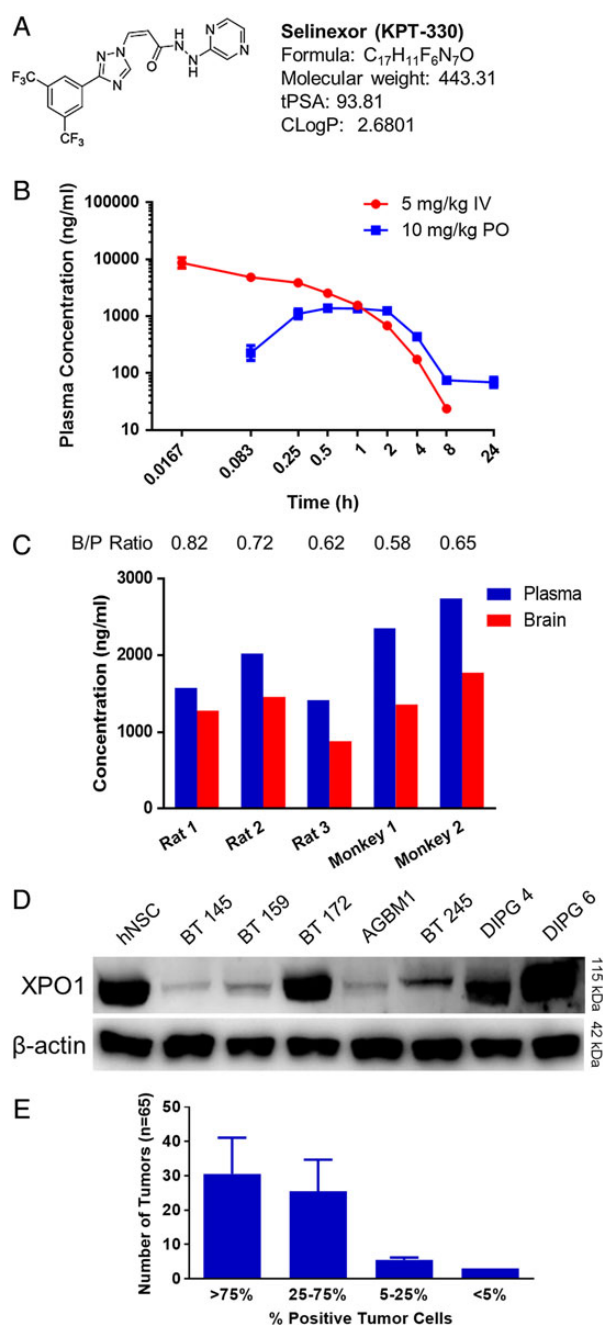 A
Selinexor (KPT-330)
Formula: C₁₇H₁₁F₆N₇O
Molecular weight: 443.31
tPSA: 93.81
CLogP: 2.6801
F₃C
CF₃
N
N
N
O
H
N
N
H
N
N
B
Plasma Concentration (ng/ml)
100000
10000
1000
100
10
5 mg/kg IV
10 mg/kg PO
0.0167
0.083
0.25
0.5
1
2
4
8
24
Time (h)
C
B/P Ratio 0.82 0.72 0.62 0.58 0.65
Concentration (ng/ml)
3000
2000
1000
0
Plasma
Brain
Rat 1
Rat 2
Rat 3
Monkey 1
Monkey 2
D
hNSC
BT 145
BT 159
BT 172
AGBM1
BT 245
DIPG 4
DIPG 6
XPO1
115 kDa
β-actin
42 kDa
E
Number of Tumors (n=65)
50
40
30
20
10
0
>75% 25-75% 5-25% <5%
% Positive Tumor Cells